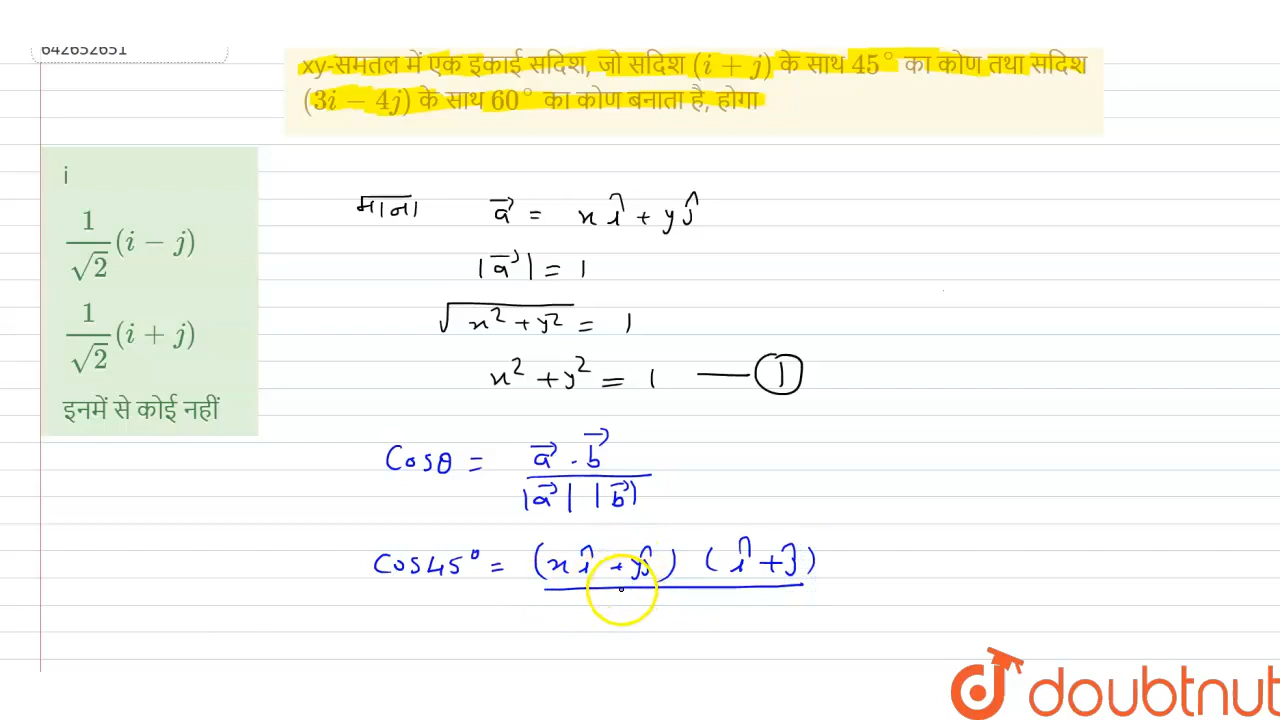 642652651
xy-समतल में एक इकाई सदिश, जो सदिश (i + j) के साथ 45° का कोण तथा सदिश
(3i − 4j) के साथ 60° का कोण बनाता है, होगा
i
1/√2 (i − j)
1/√2 (i + j)
इनमें से कोई नहीं
माना a⃗ = xî + yĵ
|a⃗| = 1
√(x² + y²) = 1
x² + y² = 1 —— ①
Cosθ = a⃗ . b⃗ / |a⃗| |b⃗|
Cos45° = (xî + yĵ) (î + ĵ)
doubtnut